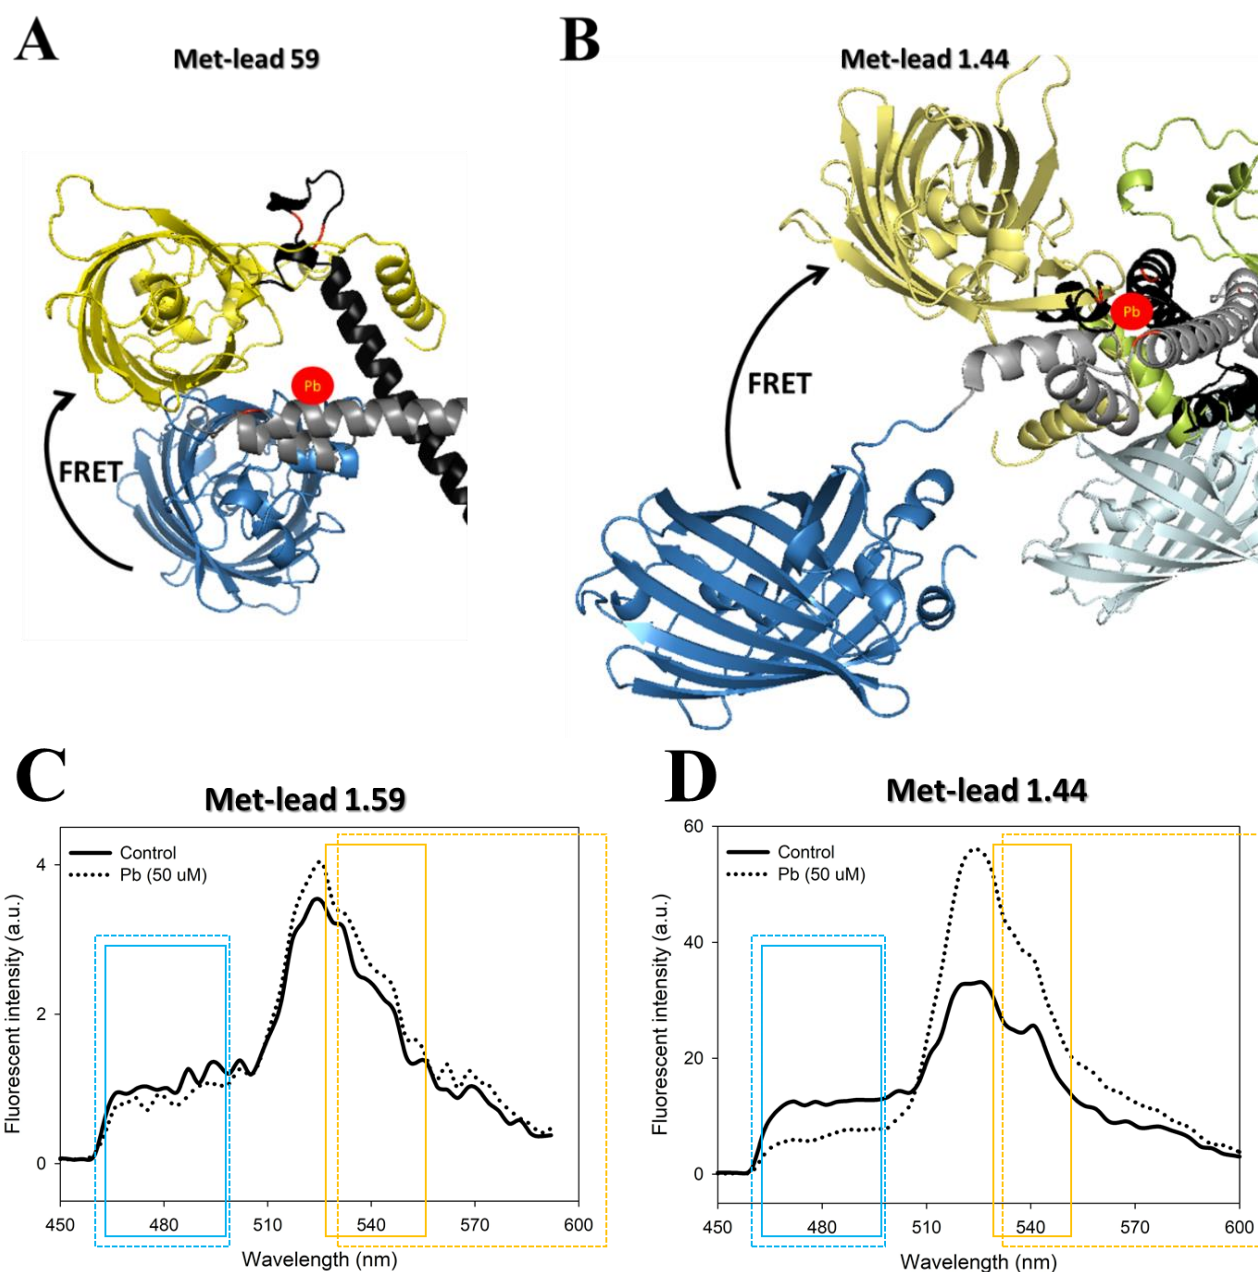 A
Met-lead 59
Pb
FRET
B
Met-lead 1.44
Pb
FRET
C
Met-lead 1.59
Control
Pb (50 uM)
Fluorescent intensity (a.u.)
4
2
0
450 480 510 540 570 600
Wavelength (nm)
D
Met-lead 1.44
Control
Pb (50 uM)
Fluorescent intensity (a.u.)
60
40
20
0
450 480 510 540 570 600
Wavelength (nm)